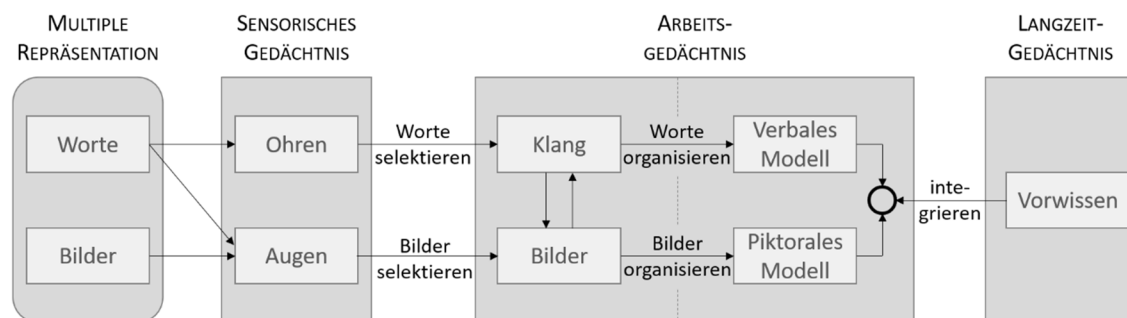 MULTIPLE
REPRÄSENTATION
SENSORISCHES
GEDÄCHTNIS
ARBEITS-
GEDÄCHTNIS
LANGZEIT-
GEDÄCHTNIS
Worte
Ohren
Worte
selektieren
Klang
Worte
organisieren
Verbales
Modell
inte-
grieren
Vorwissen
Bilder
Augen
Bilder
selektieren
Bilder
Bilder
organisieren
Piktorales
Modell